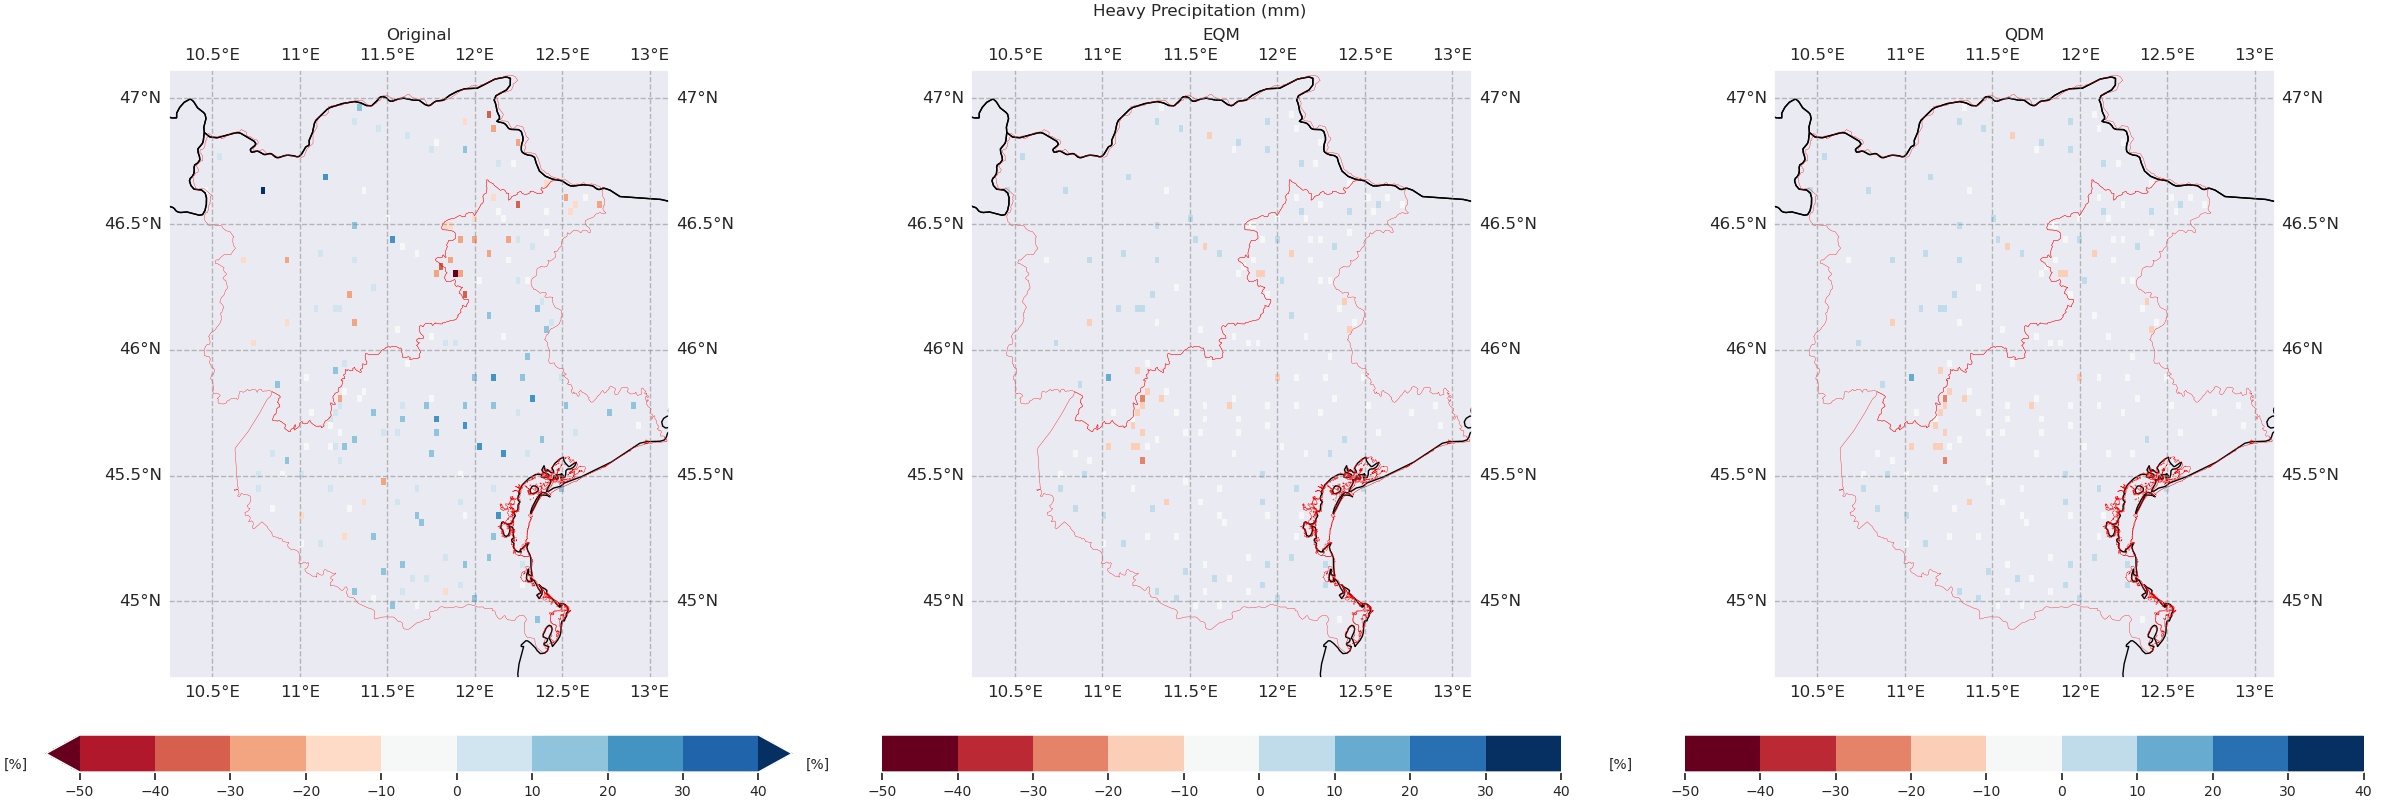 Heavy Precipitation (mm)
Original EQM QDM
10.5°E 11°E 11.5°E 12°E 12.5°E 13°E 10.5°E 11°E 11.5°E 12°E 12.5°E 13°E 10.5°E 11°E 11.5°E 12°E 12.5°E 13°E
47°N 47°N 47°N 47°N 47°N 47°N
46.5°N 46.5°N 46.5°N 46.5°N 46.5°N 46.5°N
46°N 46°N 46°N 46°N 46°N 46°N
45.5°N 45.5°N 45.5°N 45.5°N 45.5°N 45.5°N
45°N 45°N 45°N 45°N 45°N 45°N
10.5°E 11°E 11.5°E 12°E 12.5°E 13°E 10.5°E 11°E 11.5°E 12°E 12.5°E 13°E 10.5°E 11°E 11.5°E 12°E 12.5°E 13°E
[%] [%] [%]
−50 −40 −30 −20 −10 0 10 20 30 40 −50 −40 −30 −20 −10 0 10 20 30 40 −50 −40 −30 −20 −10 0 10 20 30 40